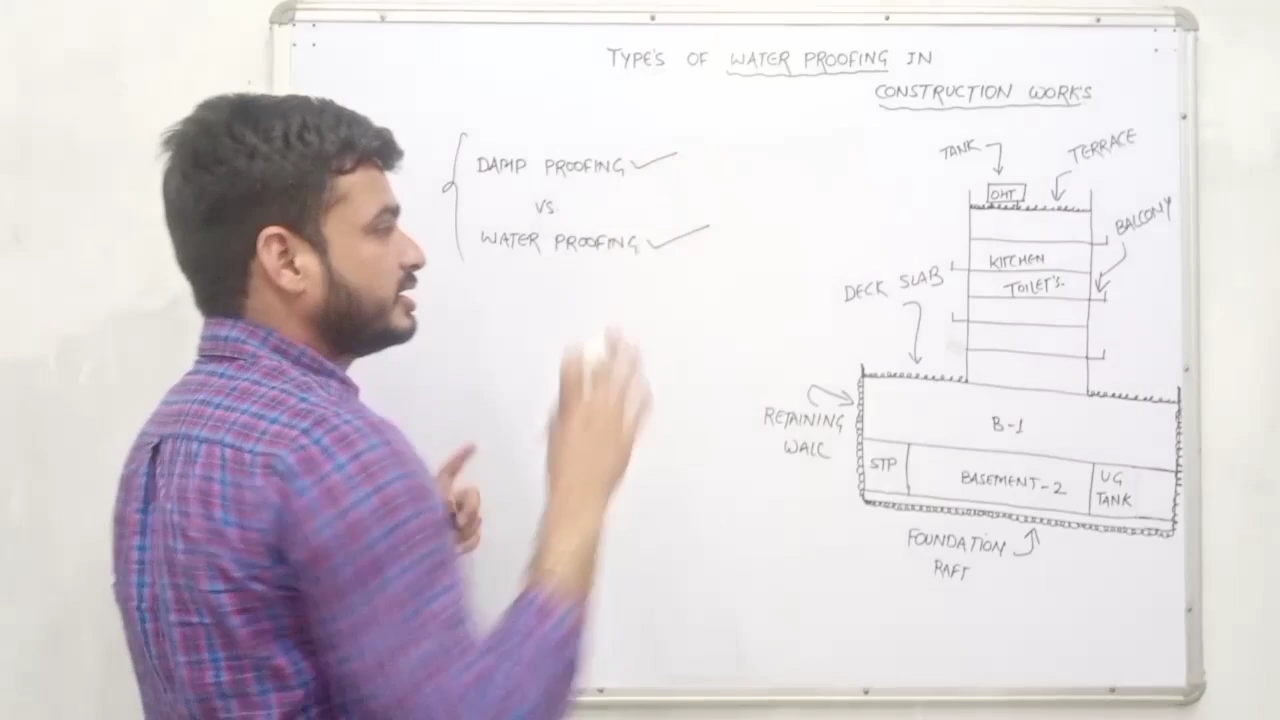 TYPE'S OF WATER PROOFING IN
CONSTRUCTION WORK'S
DAMP PROOFING
VS.
WATER PROOFING
TANK
TERRACE
OHT
BALCONY
KITCHEN
TOILET'S.
DECK SLAB
RETAINING
WALL
B-1
STP
BASEMENT-2
UG
TANK
FOUNDATION
RAFT